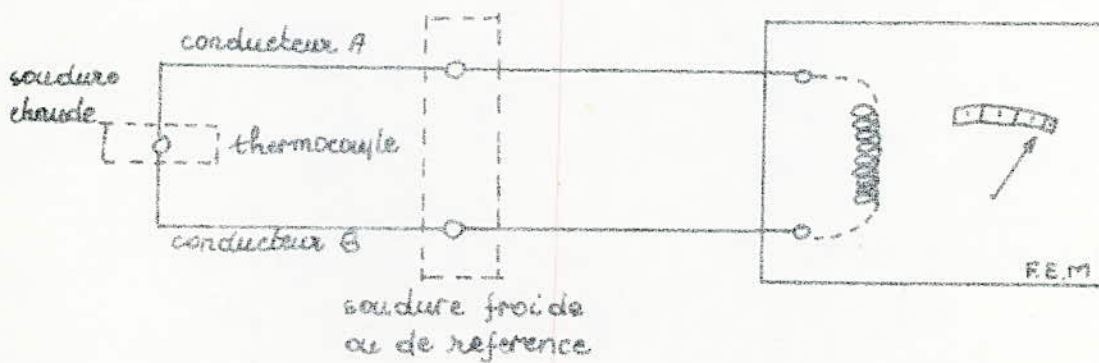 conducteur A
soudure
chaude
thermocouple
conducteur B
soudure froide
ou de reference
F.E.M